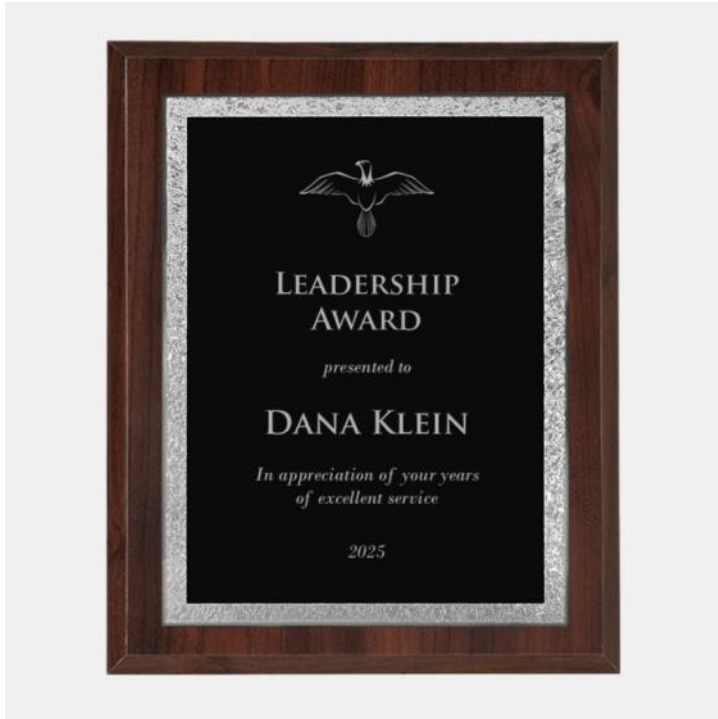 Leadership
Award
presented to
Dana Klein
In appreciation of your years
of excellent service
2025